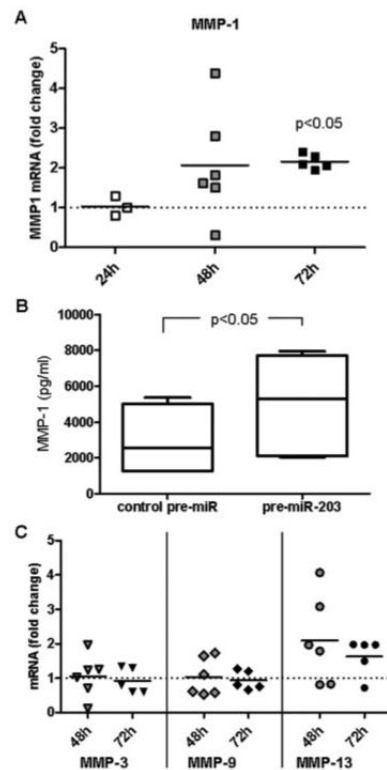 A
MMP-1
MMP1 mRNA (fold change)
5
4
3
2
1
0
p<0.05
24h
48h
72h
B
MMP-1 (pg/ml)
10000
8000
6000
4000
2000
0
p<0.05
control pre-miR
pre-miR-203
C
mRNA (fold change)
5
4
3
2
1
0
48h
72h
48h
72h
48h
72h
MMP-3
MMP-9
MMP-13